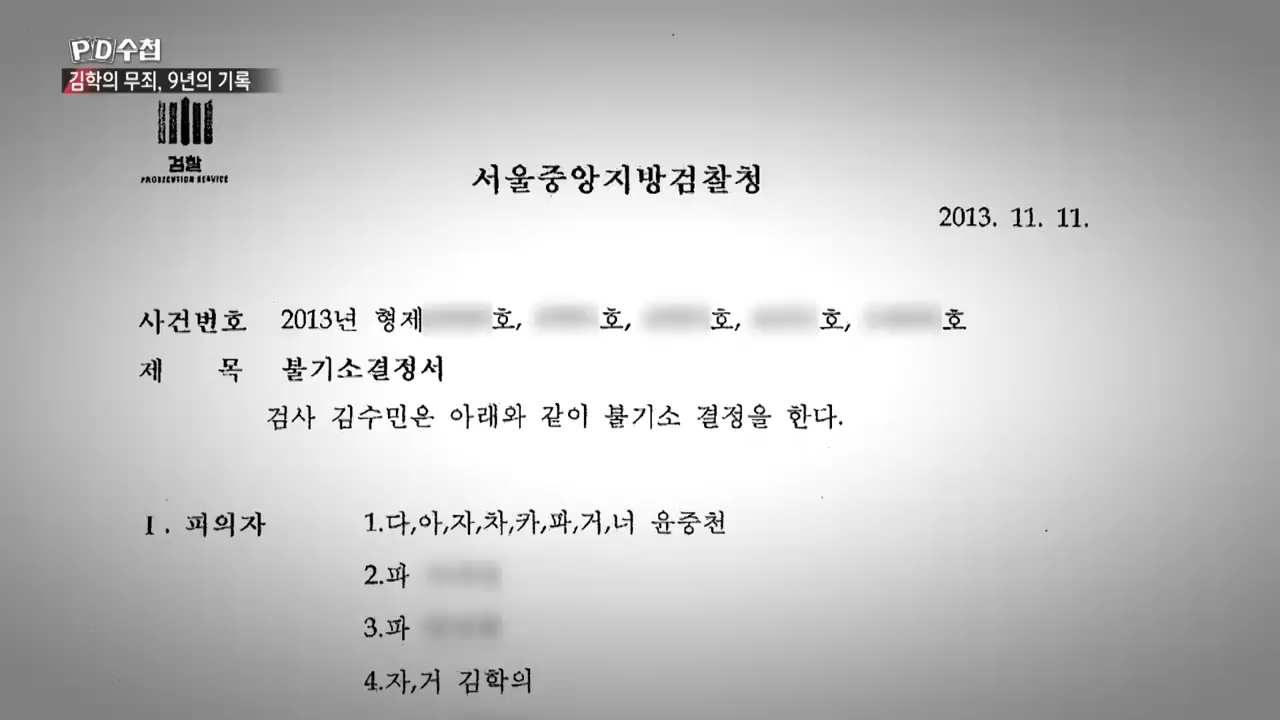 PD수첩
김학의 무죄, 9년의 기록
검찰
PROSECUTION SERVICE
서울중앙지방검찰청
2013. 11. 11.
사건번호 2013년 형제 호, 호, 호, 호, 호
제 목 불기소결정서
검사 김수민은 아래와 같이 불기소 결정을 한다.
I. 피의자 1.다,아,자,차,카,파,거,너 윤중천
2.파
3.파
4.자,거 김학의